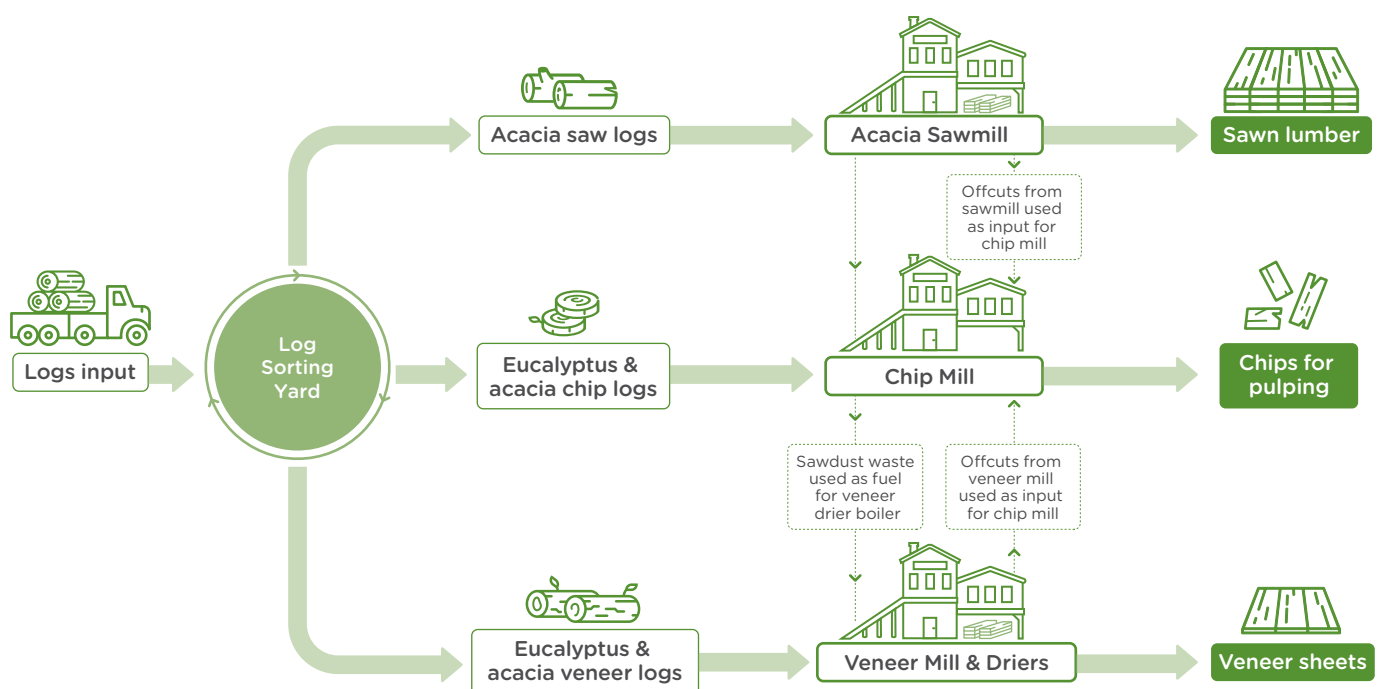 Acacia saw logs
Acacia Sawmill
Sawn lumber
Offcuts from
sawmill used
as input for
chip mill
Logs input
Log
Sorting
Yard
Eucalyptus &
acacia chip logs
Chip Mill
Chips for
pulping
Sawdust waste
used as fuel
for veneer
drier boiler
Offcuts from
veneer mill
used as input
for chip mill
Eucalyptus &
acacia veneer logs
Veneer Mill & Driers
Veneer sheets